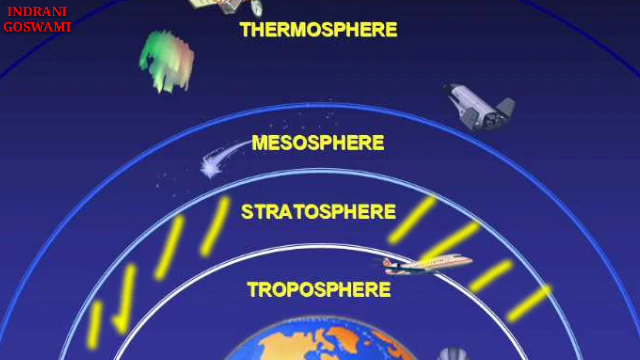 INDRANI
GOSWAMI
THERMOSPHERE
MESOSPHERE
STRATOSPHERE
TROPOSPHERE